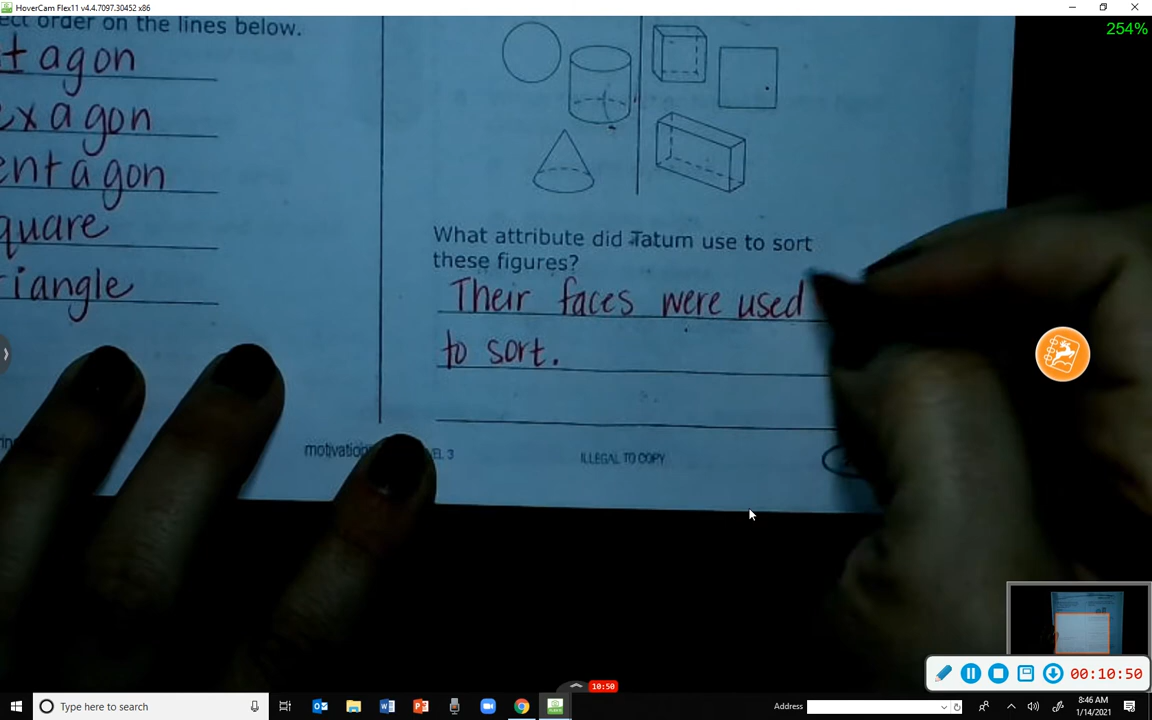 HoverCam Flex11 v4.4.7097.30452 x86
254%
ect order on the lines below.
tagon
exagon
entagon
quare
riangle
What attribute did Tatum use to sort
these figures?
Their faces were used
to sort.
EL 3
ILLEGAL TO COPY
00:10:50
10:50
Type here to search
Address
8:46 AM
1/14/2021